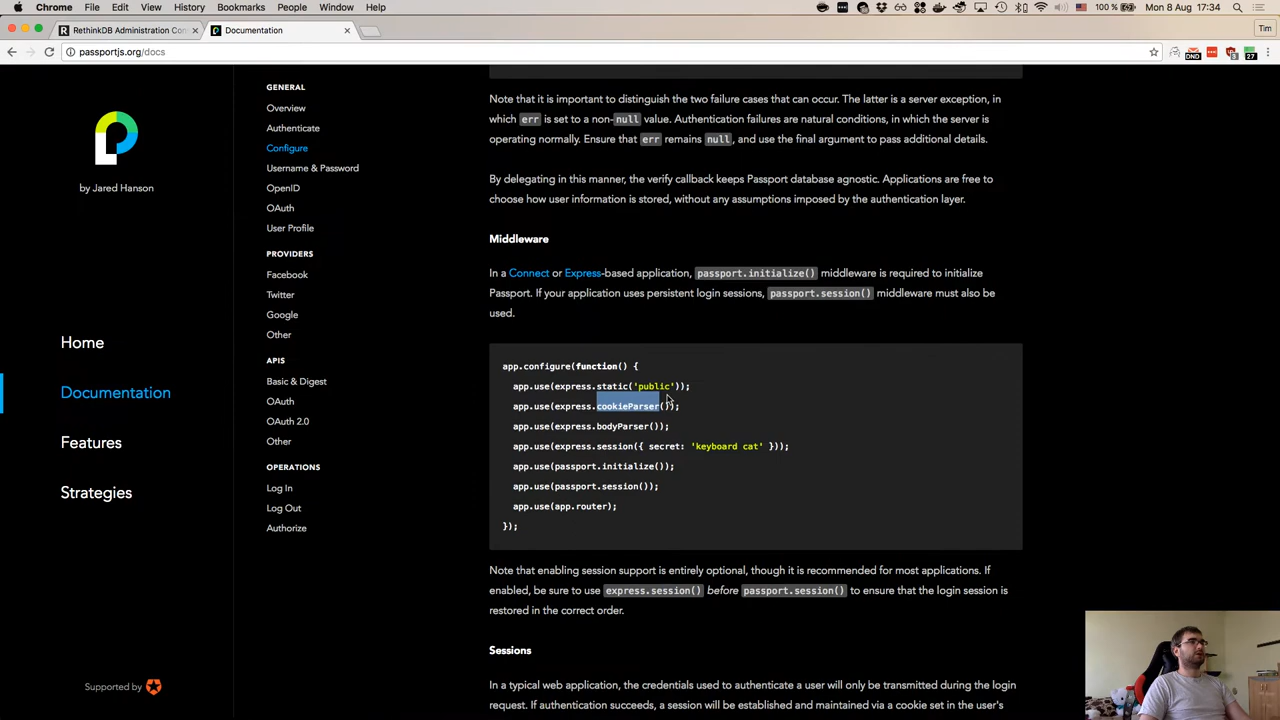 Chrome File Edit View History Bookmarks People Window Help
100 % Mon 8 Aug 17:34
RethinkDB Administration Con
Documentation
Tim
passportjs.org/docs
DND
27
by Jared Hanson
Home
Documentation
Features
Strategies
Supported by
GENERAL
Overview
Authenticate
Configure
Username & Password
OpenID
OAuth
User Profile
PROVIDERS
Facebook
Twitter
Google
Other
APIS
Basic & Digest
OAuth
OAuth 2.0
Other
OPERATIONS
Log In
Log Out
Authorize
Note that it is important to distinguish the two failure cases that can occur. The latter is a server exception, in
which err is set to a non-null value. Authentication failures are natural conditions, in which the server is
operating normally. Ensure that err remains null, and use the final argument to pass additional details.
By delegating in this manner, the verify callback keeps Passport database agnostic. Applications are free to
choose how user information is stored, without any assumptions imposed by the authentication layer.
Middleware
In a Connect or Express-based application, passport.initialize() middleware is required to initialize
Passport. If your application uses persistent login sessions, passport.session() middleware must also be
used.
app.configure(function() {
app.use(express.static('public'));
app.use(express.cookieParser());
app.use(express.bodyParser());
app.use(express.session({ secret: 'keyboard cat' }));
app.use(passport.initialize());
app.use(passport.session());
app.use(app.router);
});
Note that enabling session support is entirely optional, though it is recommended for most applications. If
enabled, be sure to use express.session() before passport.session() to ensure that the login session is
restored in the correct order.
Sessions
In a typical web application, the credentials used to authenticate a user will only be transmitted during the login
request. If authentication succeeds, a session will be established and maintained via a cookie set in the user's